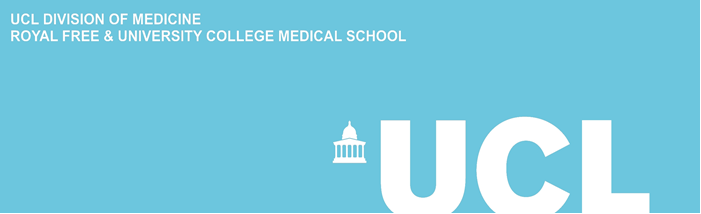 UCL DIVISION OF MEDICINE
ROYAL FREE & UNIVERSITY COLLEGE MEDICAL SCHOOL
UCL